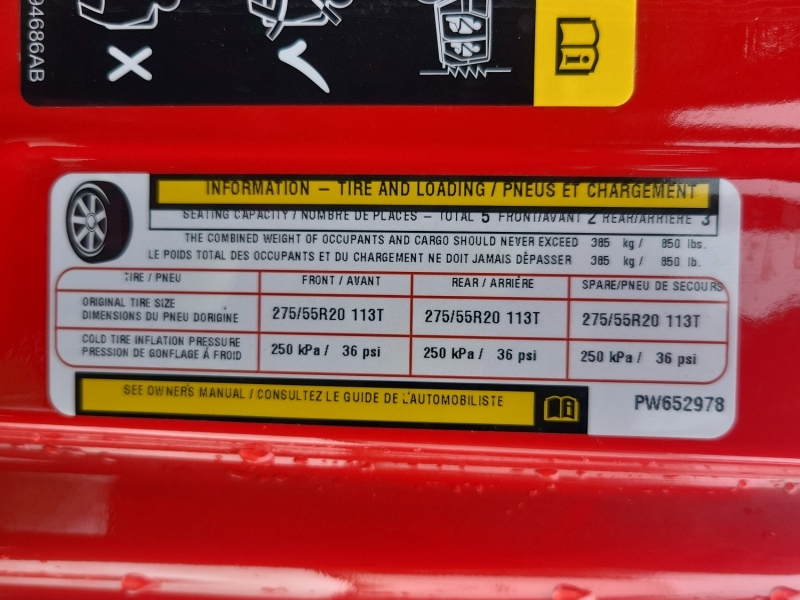 94686AB
INFORMATION – TIRE AND LOADING / PNEUS ET CHARGEMENT
SEATING CAPACITY / NOMBRE DE PLACES – TOTAL 5 FRONT/AVANT 2 REAR/ARRIÈRE 3
THE COMBINED WEIGHT OF OCCUPANTS AND CARGO SHOULD NEVER EXCEED 385 kg / 850 lbs.
LE POIDS TOTAL DES OCCUPANTS ET DU CHARGEMENT NE DOIT JAMAIS DÉPASSER 385 kg / 850 lb.
TIRE / PNEU FRONT / AVANT REAR / ARRIÉRE SPARE/PNEU DE SECOURS
ORIGINAL TIRE SIZE
DIMENSIONS DU PNEU DORIGINE 275/55R20 113T 275/55R20 113T 275/55R20 113T
COLD TIRE INFLATION PRESSURE
PRESSION DE GONFLAGE Á FROID 250 kPa / 36 psi 250 kPa / 36 psi 250 kPa / 36 psi
SEE OWNERS MANUAL / CONSULTEZ LE GUIDE DE L'AUTOMOBILISTE
PW652978